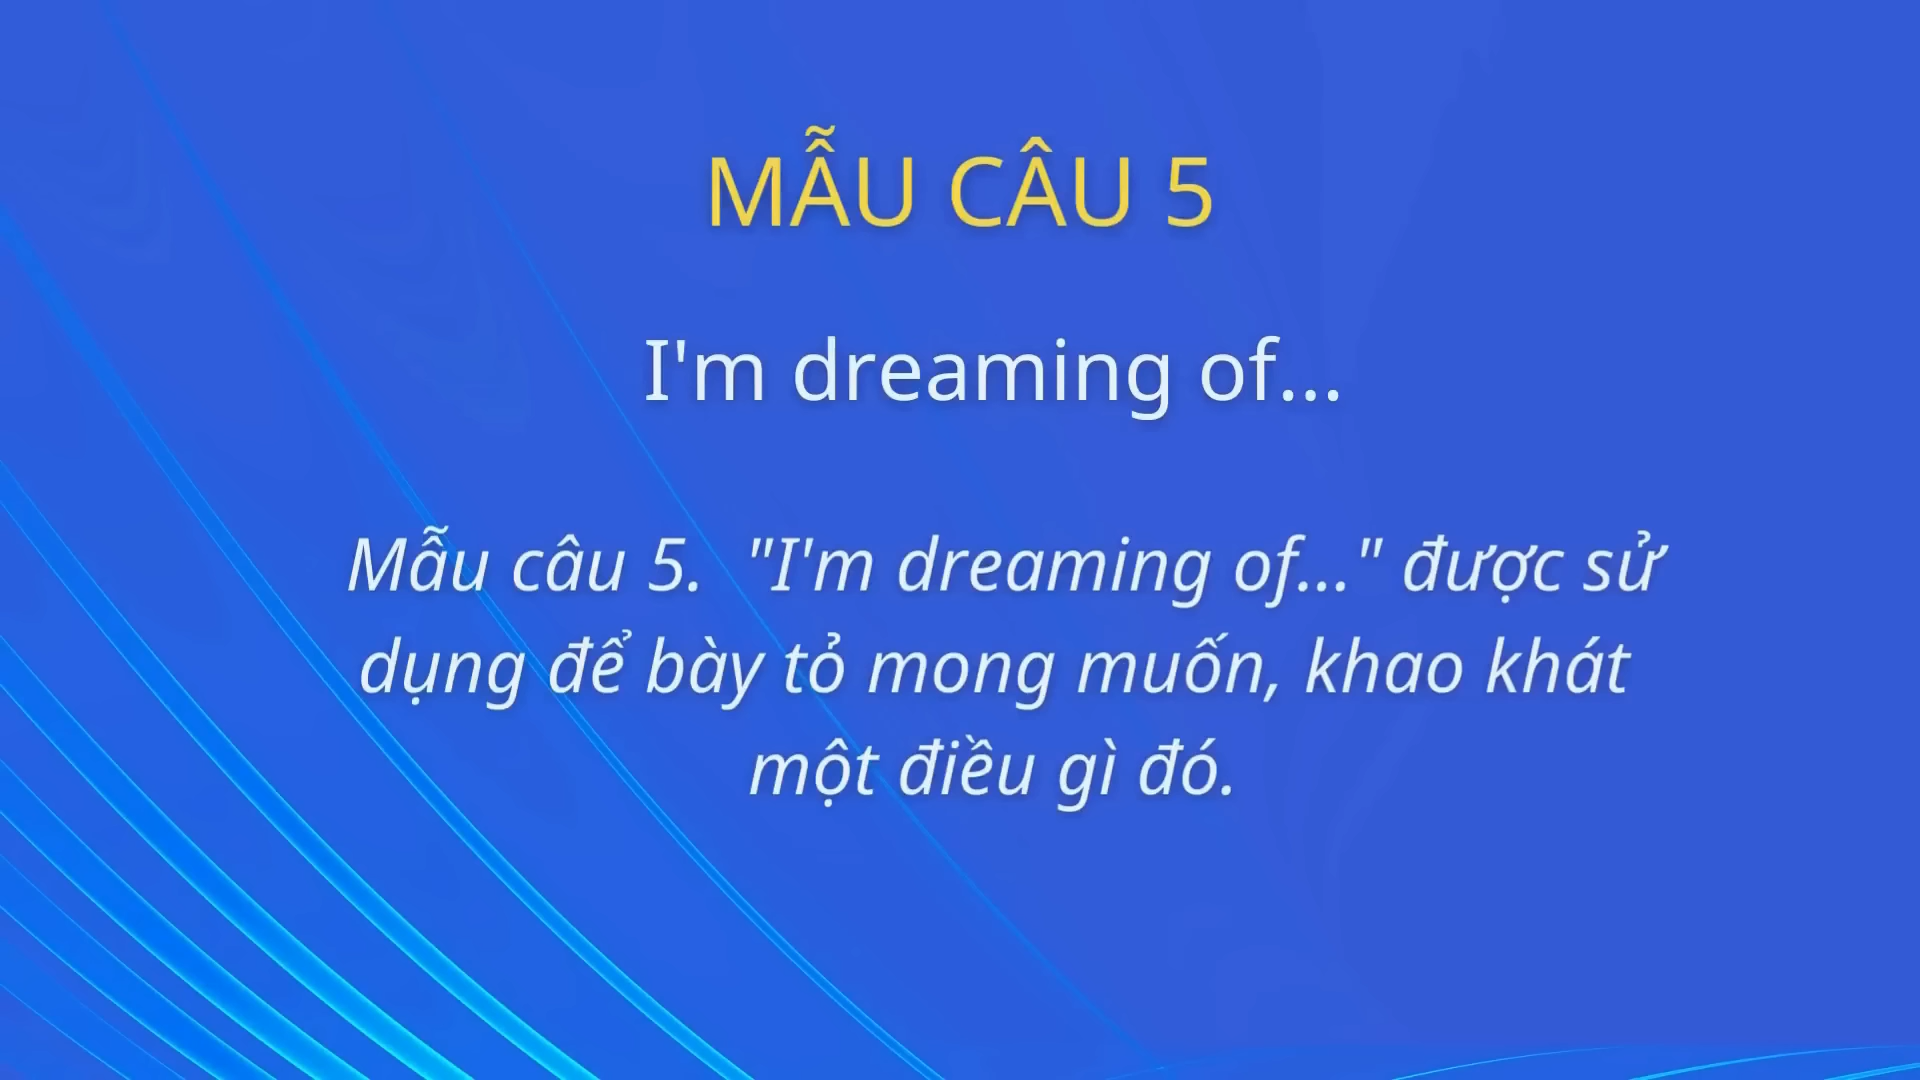 MẪU CÂU 5
I'm dreaming of...
Mẫu câu 5. "I'm dreaming of..." được sử
dụng để bày tỏ mong muốn, khao khát
một điều gì đó.